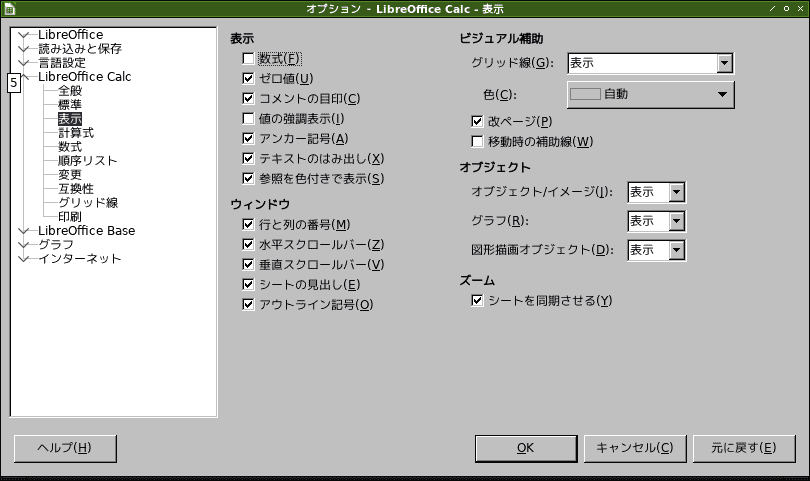 オプション - LibreOffice Calc - 表示
LibreOffice
読み込みと保存
言語設定
LibreOffice Calc
5
全般
標準
表示
計算式
数式
順序リスト
変更
互換性
グリッド線
印刷
LibreOffice Base
グラフ
インターネット
表示
数式(F)
ゼロ値(U)
コメントの目印(C)
値の強調表示(I)
アンカー記号(A)
テキストのはみ出し(X)
参照を色付きで表示(S)
ウィンドウ
行と列の番号(M)
水平スクロールバー(Z)
垂直スクロールバー(V)
シートの見出し(E)
アウトライン記号(O)
ビジュアル補助
グリッド線(G): 表示
色(C): 自動
改ページ(P)
移動時の補助線(W)
オブジェクト
オブジェクト/イメージ(J): 表示
グラフ(R): 表示
図形描画オブジェクト(D): 表示
ズーム
シートを同期させる(Y)
ヘルプ(H)
OK
キャンセル(C)
元に戻す(E)